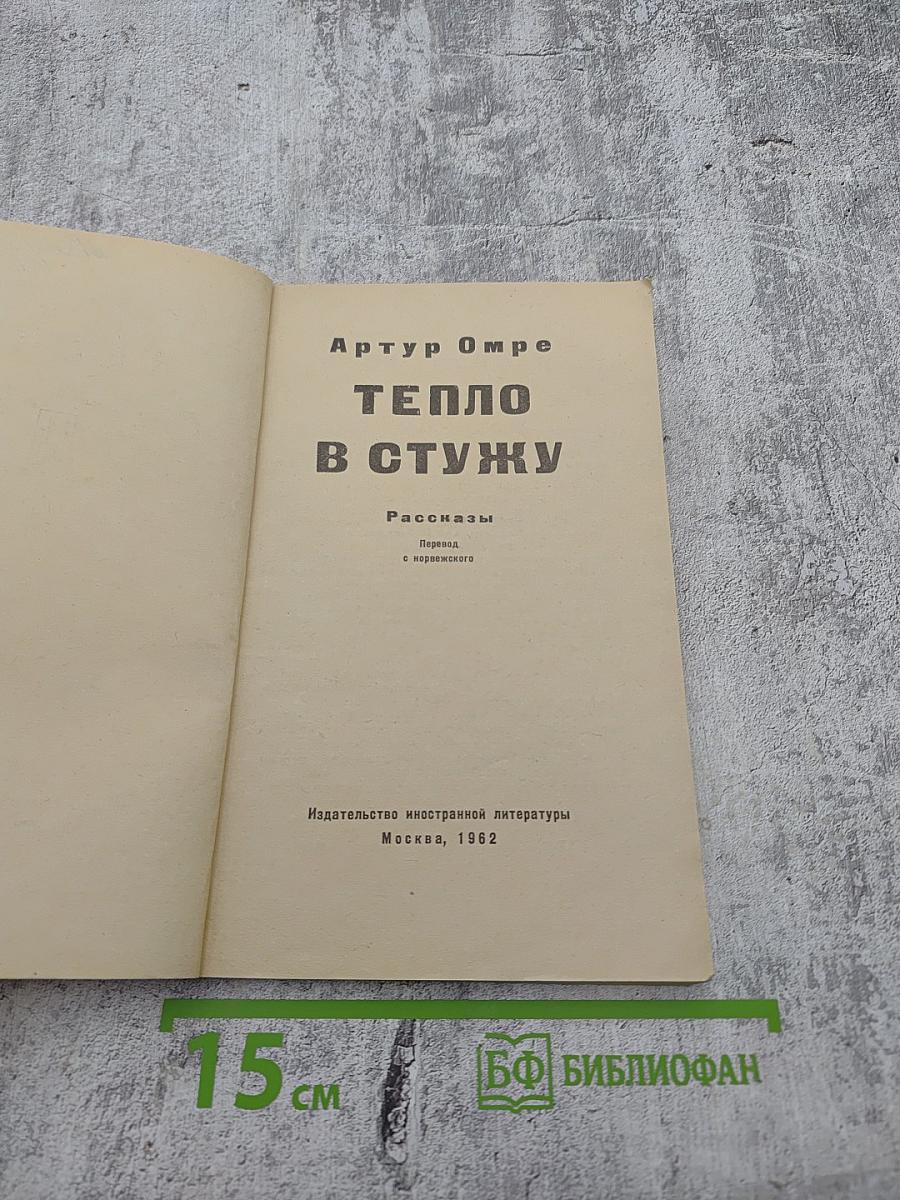 Артур Омре
ТЕПЛО
В СТУЖУ
Рассказы
Перевод
с норвежского
Издательство иностранной литературы
Москва, 1962
15 см
БФ БИБЛИОФАН